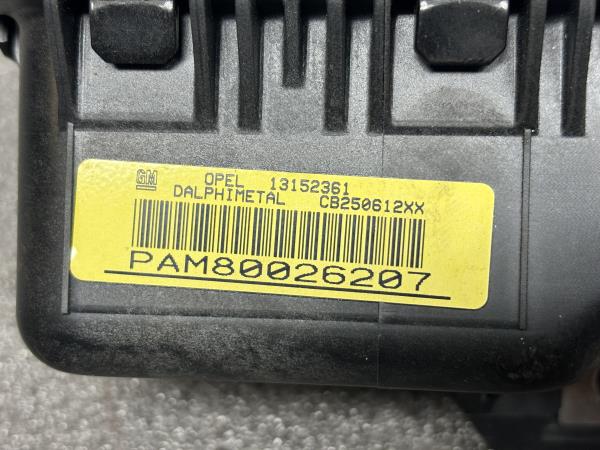 GM OPEL 13152361
DALPHIMETAL CB250612XX
PAM80026207